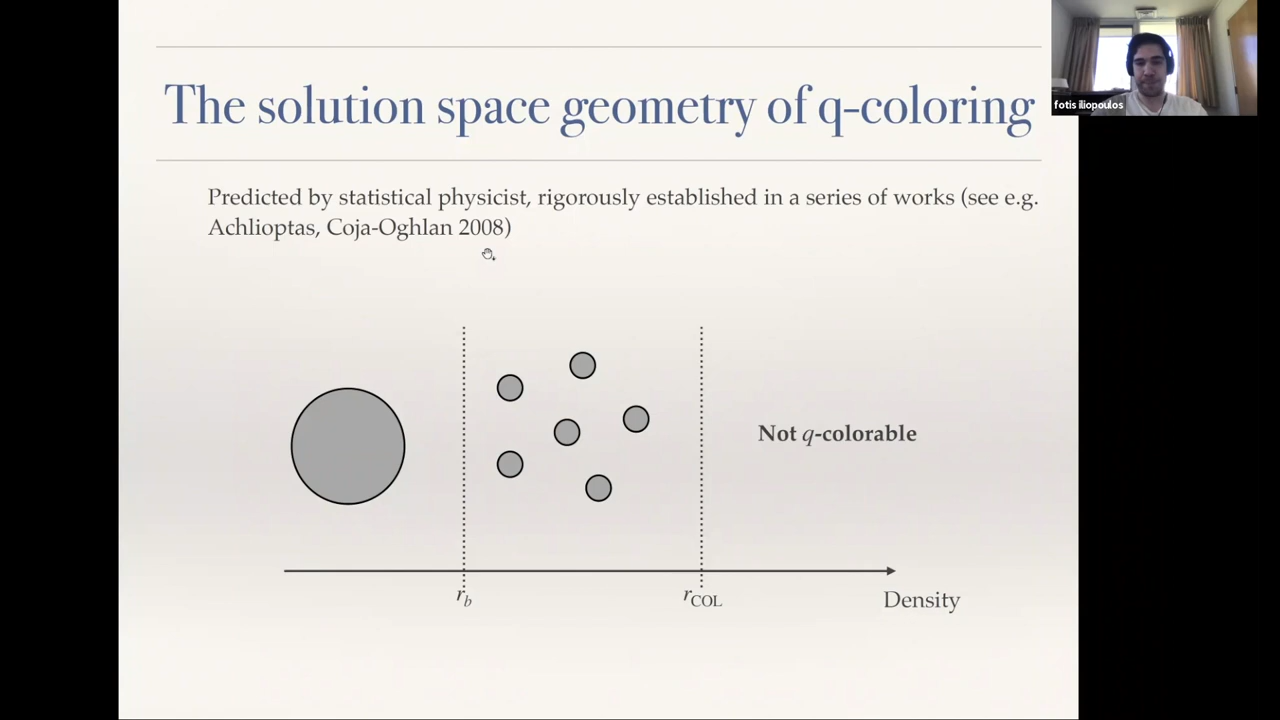 The solution space geometry of q-coloring
fotis iliopoulos
Predicted by statistical physicist, rigorously established in a series of works (see e.g.
Achlioptas, Coja-Oghlan 2008)
Not q-colorable
r_b
r_COL
Density